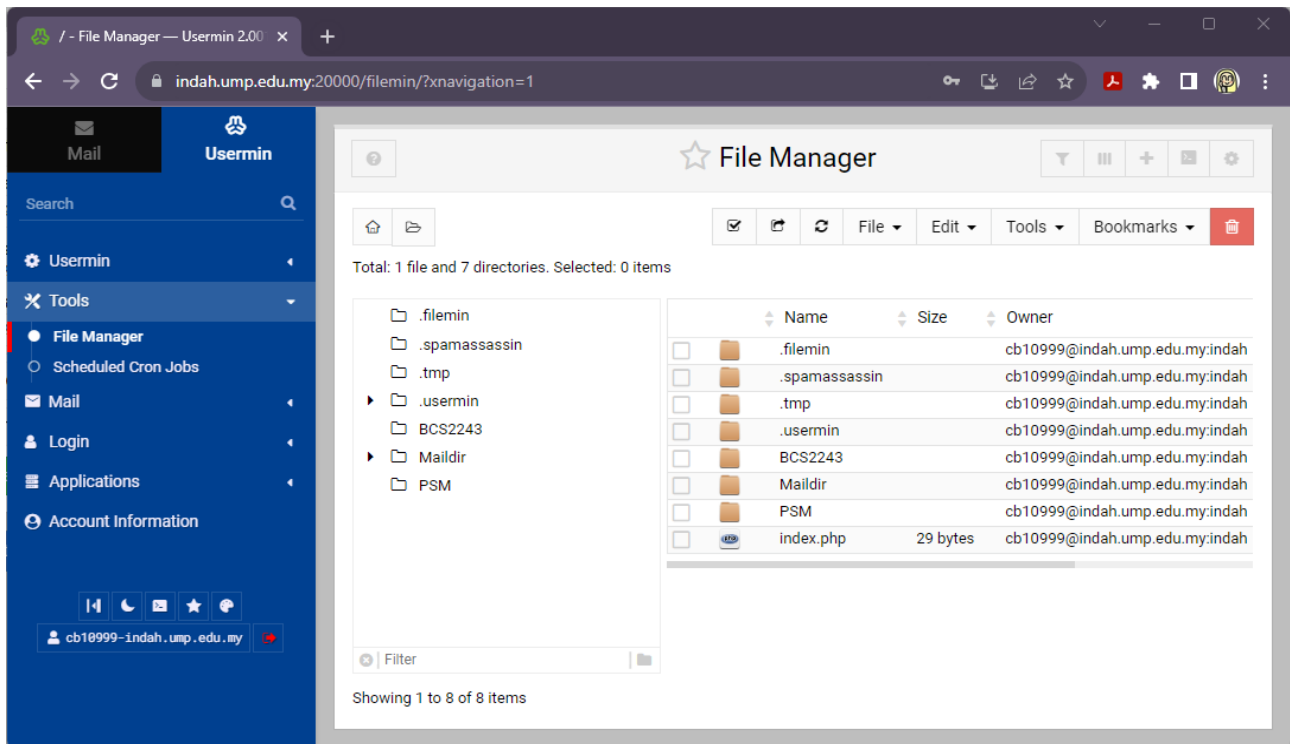 / - File Manager — Usermin 2.00
indah.ump.edu.my:20000/filemin/?xnavigation=1
Mail
Usermin
Search
Usermin
Tools
File Manager
Scheduled Cron Jobs
Mail
Login
Applications
Account Information
cb10999-indah.ump.edu.my
File Manager
File Edit Tools Bookmarks
Total: 1 file and 7 directories. Selected: 0 items
.filemin
.spamassassin
.tmp
.usermin
BCS2243
Maildir
PSM
Filter
Name Size Owner
.filemin cb10999@indah.ump.edu.my:indah
.spamassassin cb10999@indah.ump.edu.my:indah
.tmp cb10999@indah.ump.edu.my:indah
.usermin cb10999@indah.ump.edu.my:indah
BCS2243 cb10999@indah.ump.edu.my:indah
Maildir cb10999@indah.ump.edu.my:indah
PSM cb10999@indah.ump.edu.my:indah
index.php 29 bytes cb10999@indah.ump.edu.my:indah
Showing 1 to 8 of 8 items